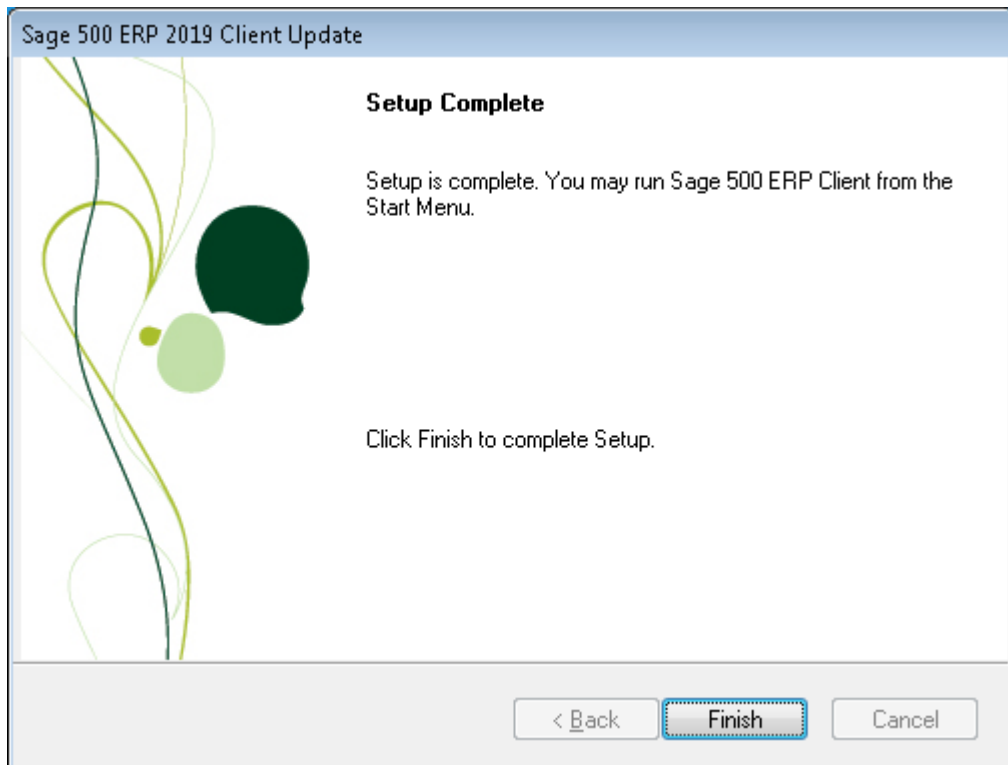 Sage 500 ERP 2019 Client Update
Setup Complete
Setup is complete. You may run Sage 500 ERP Client from the
Start Menu.
Click Finish to complete Setup.
< Back
Finish
Cancel